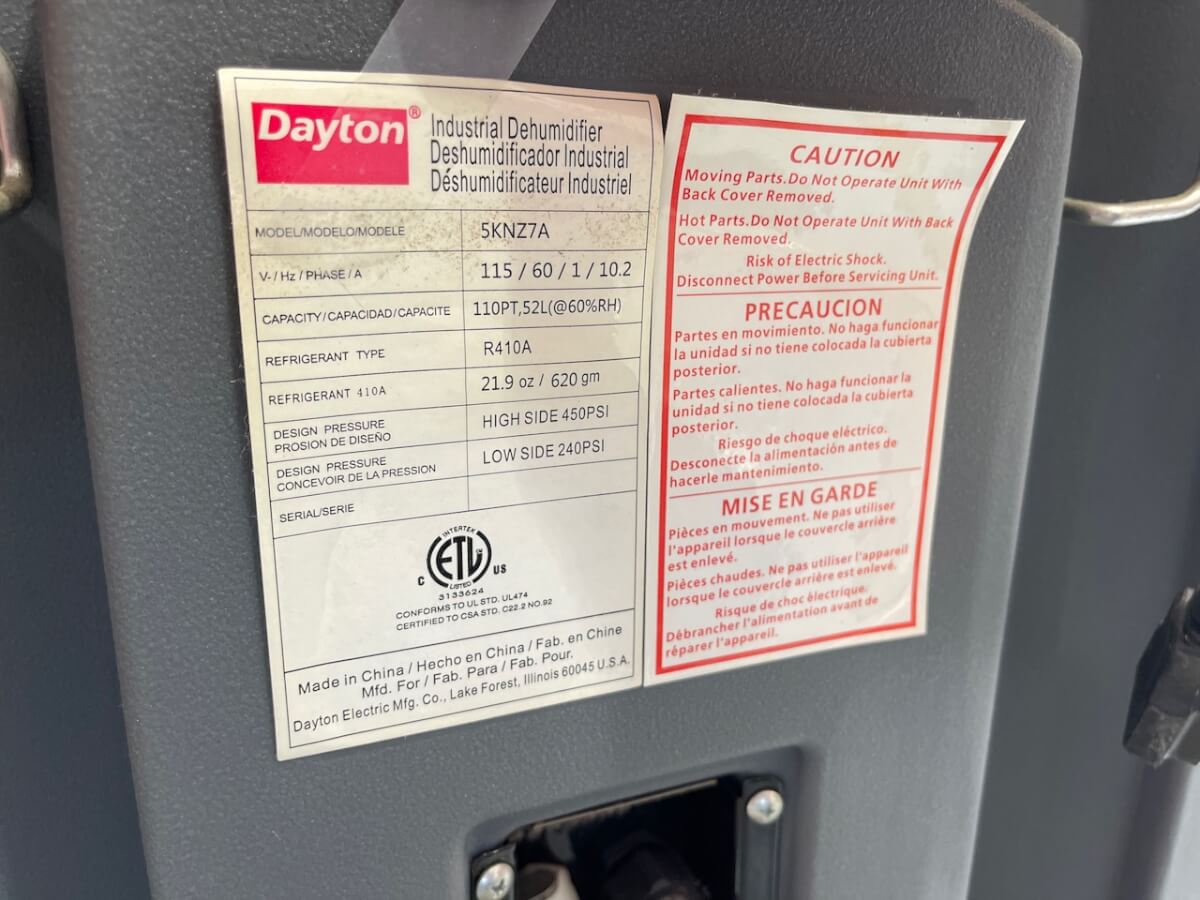 Dayton®
Industrial Dehumidifier
Deshumidificador Industrial
Déshumidificateur Industriel
MODEL/MODELO/MODELE 5KNZ7A
V~/Hz/PHASE/A 115 / 60 / 1 / 10.2
CAPACITY/CAPACIDAD/CAPACITE 110PT,52L(@60%RH)
REFRIGERANT TYPE R410A
REFRIGERANT 410A 21.9 oz / 620 gm
DESIGN PRESSURE
PROSION DE DISEÑO
HIGH SIDE 450PSI
DESIGN PRESSURE
CONCEVOIR DE LA PRESSION
LOW SIDE 240PSI
SERIAL/SERIE
INTERTEK
C ETL US
LISTED
3133624
CONFORMS TO UL STD. UL474
CERTIFIED TO CSA STD. C22.2 NO.92
Made in China / Hecho en China / Fab. en Chine
Mfd. For / Fab. Para / Fab. Pour.
Dayton Electric Mfg. Co., Lake Forest, Illinois 60045 U.S.A.
CAUTION
Moving Parts.Do Not Operate Unit With
Back Cover Removed.
Hot Parts.Do Not Operate Unit With Back
Cover Removed.
Risk of Electric Shock.
Disconnect Power Before Servicing Unit.
PRECAUCION
Partes en movimiento. No haga funcionar
la unidad si no tiene colocada la cubierta
posterior.
Partes calientes. No haga funcionar la
unidad si no tiene colocada la cubierta
posterior.
Riesgo de choque eléctrico.
Desconecte la alimentación antes de
hacerle mantenimiento.
MISE EN GARDE
Pièces en mouvement. Ne pas utiliser
l'appareil lorsque le couvercle arrière
est enlevé.
Pièces chaudes. Ne pas utiliser l'appareil
lorsque le couvercle arrière est enlevé.
Risque de choc électrique.
Débrancher l'alimentation avant de
réparer l'appareil.